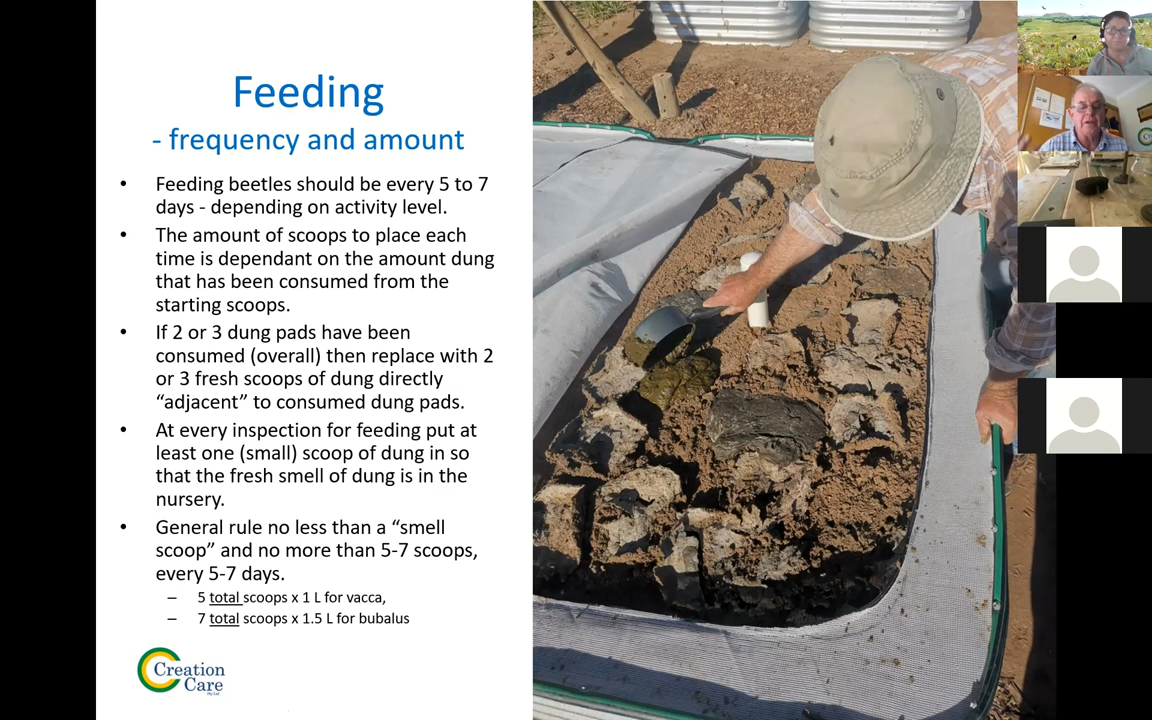 Feeding
- frequency and amount
• Feeding beetles should be every 5 to 7
days - depending on activity level.
• The amount of scoops to place each
time is dependant on the amount dung
that has been consumed from the
starting scoops.
• If 2 or 3 dung pads have been
consumed (overall) then replace with 2
or 3 fresh scoops of dung directly
“adjacent” to consumed dung pads.
• At every inspection for feeding put at
least one (small) scoop of dung in so
that the fresh smell of dung is in the
nursery.
• General rule no less than a “smell
scoop” and no more than 5-7 scoops,
every 5-7 days.
– 5 total scoops x 1 L for vacca,
– 7 total scoops x 1.5 L for bubalus
Creation
Care
Pty Ltd